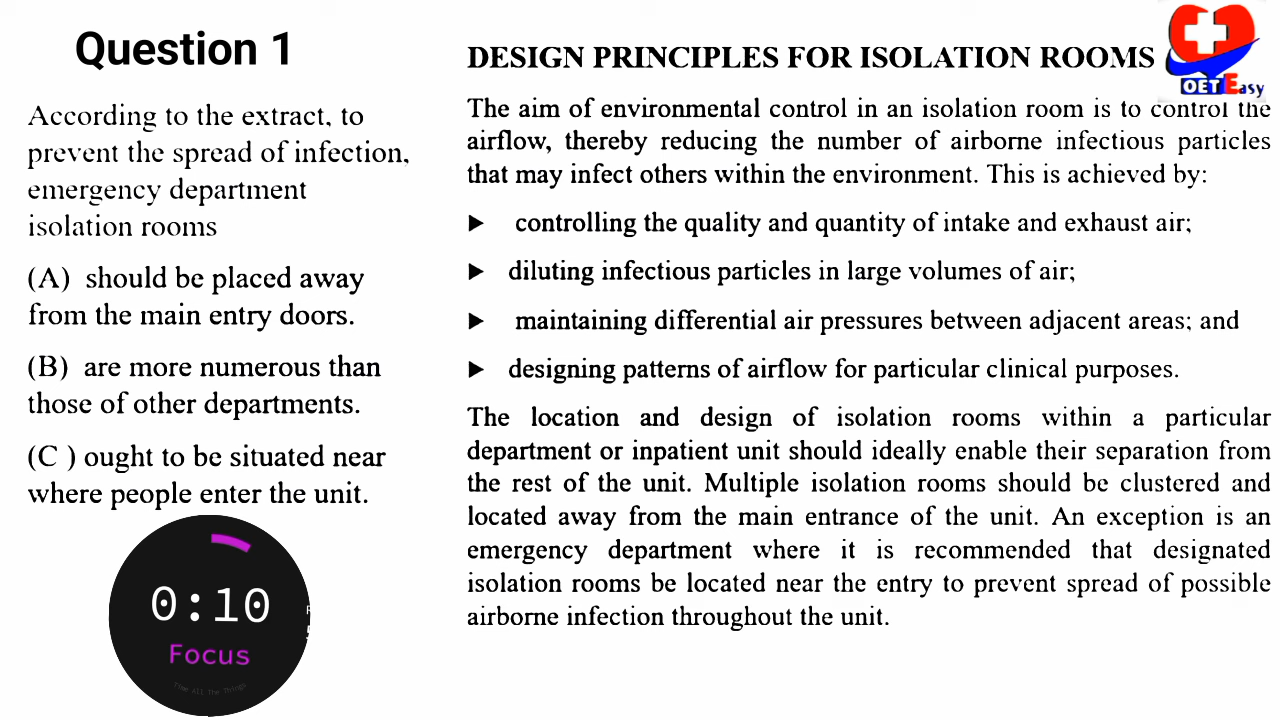 Question 1
According to the extract, to
prevent the spread of infection,
emergency department
isolation rooms
(A) should be placed away
from the main entry doors.
(B) are more numerous than
those of other departments.
(C ) ought to be situated near
where people enter the unit.
0:10
Focus
Time All The Things
OET Easy
DESIGN PRINCIPLES FOR ISOLATION ROOMS
The aim of environmental control in an isolation room is to control the
airflow, thereby reducing the number of airborne infectious particles
that may infect others within the environment. This is achieved by:
▶ controlling the quality and quantity of intake and exhaust air;
▶ diluting infectious particles in large volumes of air;
▶ maintaining differential air pressures between adjacent areas; and
▶ designing patterns of airflow for particular clinical purposes.
The location and design of isolation rooms within a particular
department or inpatient unit should ideally enable their separation from
the rest of the unit. Multiple isolation rooms should be clustered and
located away from the main entrance of the unit. An exception is an
emergency department where it is recommended that designated
isolation rooms be located near the entry to prevent spread of possible
airborne infection throughout the unit.